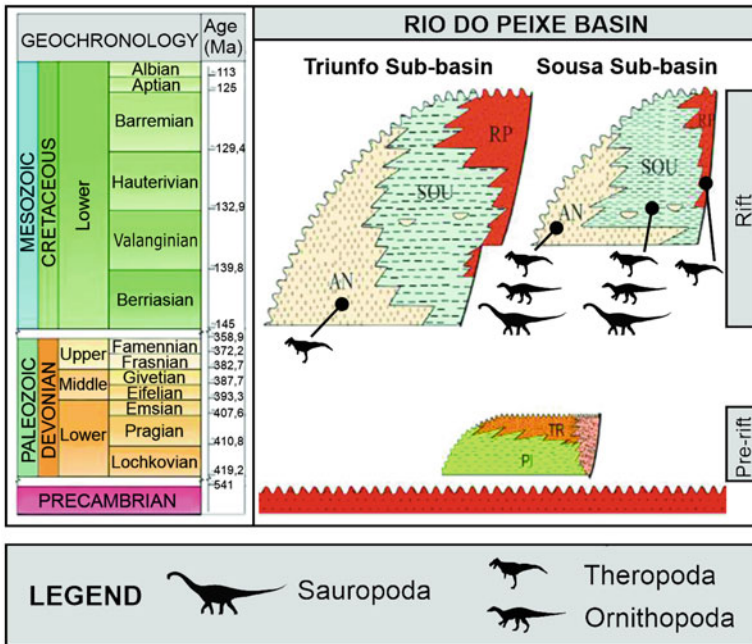 GEOCHRONOLOGY
Age
(Ma)
RIO DO PEIXE BASIN
Triunfo Sub-basin
Sousa Sub-basin
MESOZOIC
CRETACEOUS
Lower
Albian
Aptian
Barremian
Hauterivian
Valanginian
Berriasian
113
125
129,4
132,9
139,8
145
RP
SOU
AN
RP
SOU
AN
Rift
PALEOZOIC
DEVONIAN
Upper
Middle
Lower
Famennian
Frasnian
Givetian
Eifelian
Emsian
Pragian
Lochkovian
358,9
372,2
382,7
387,7
393,3
407,6
410,8
419,2
541
TR
PI
Pre-rift
PRECAMBRIAN
LEGEND
Sauropoda
Theropoda
Ornithopoda